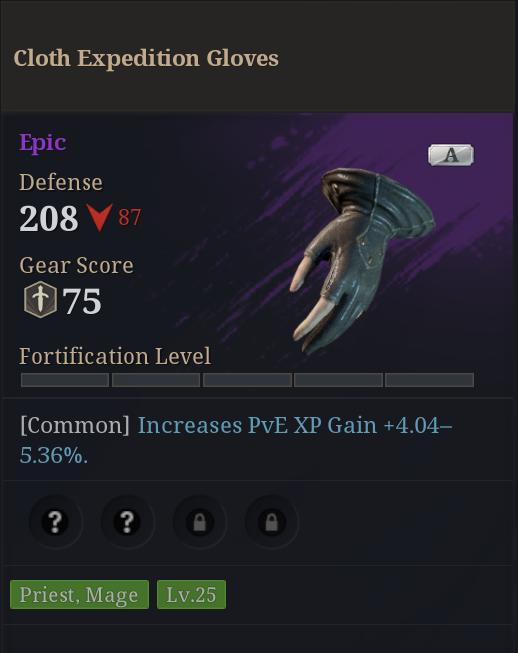 Cloth Expedition Gloves
Epic
A
Defense
208 87
Gear Score
75
Fortification Level
[Common] Increases PvE XP Gain +4.04–
5.36%.
? ?
Priest, Mage Lv.25